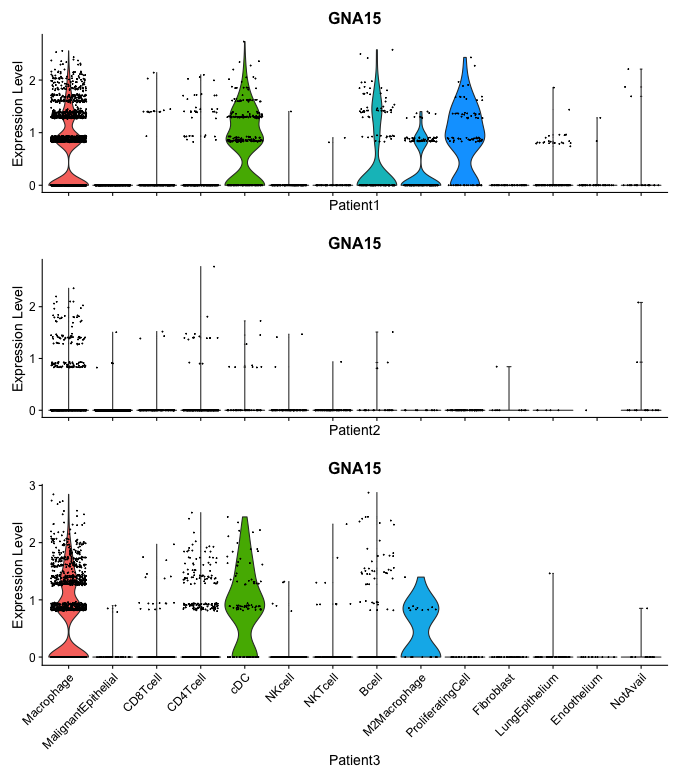 GNA15
Expression Level
2
1
0
Patient1
GNA15
Expression Level
2
1
0
Patient2
GNA15
Expression Level
3
2
1
0
Macrophage
MalignantEpithelial
CD8Tcell
CD4Tcell
cDC
NKcell
NKTcell
Bcell
M2Macrophage
ProliferatingCell
Fibroblast
LungEpithelium
Endothelium
NotAvail
Patient3